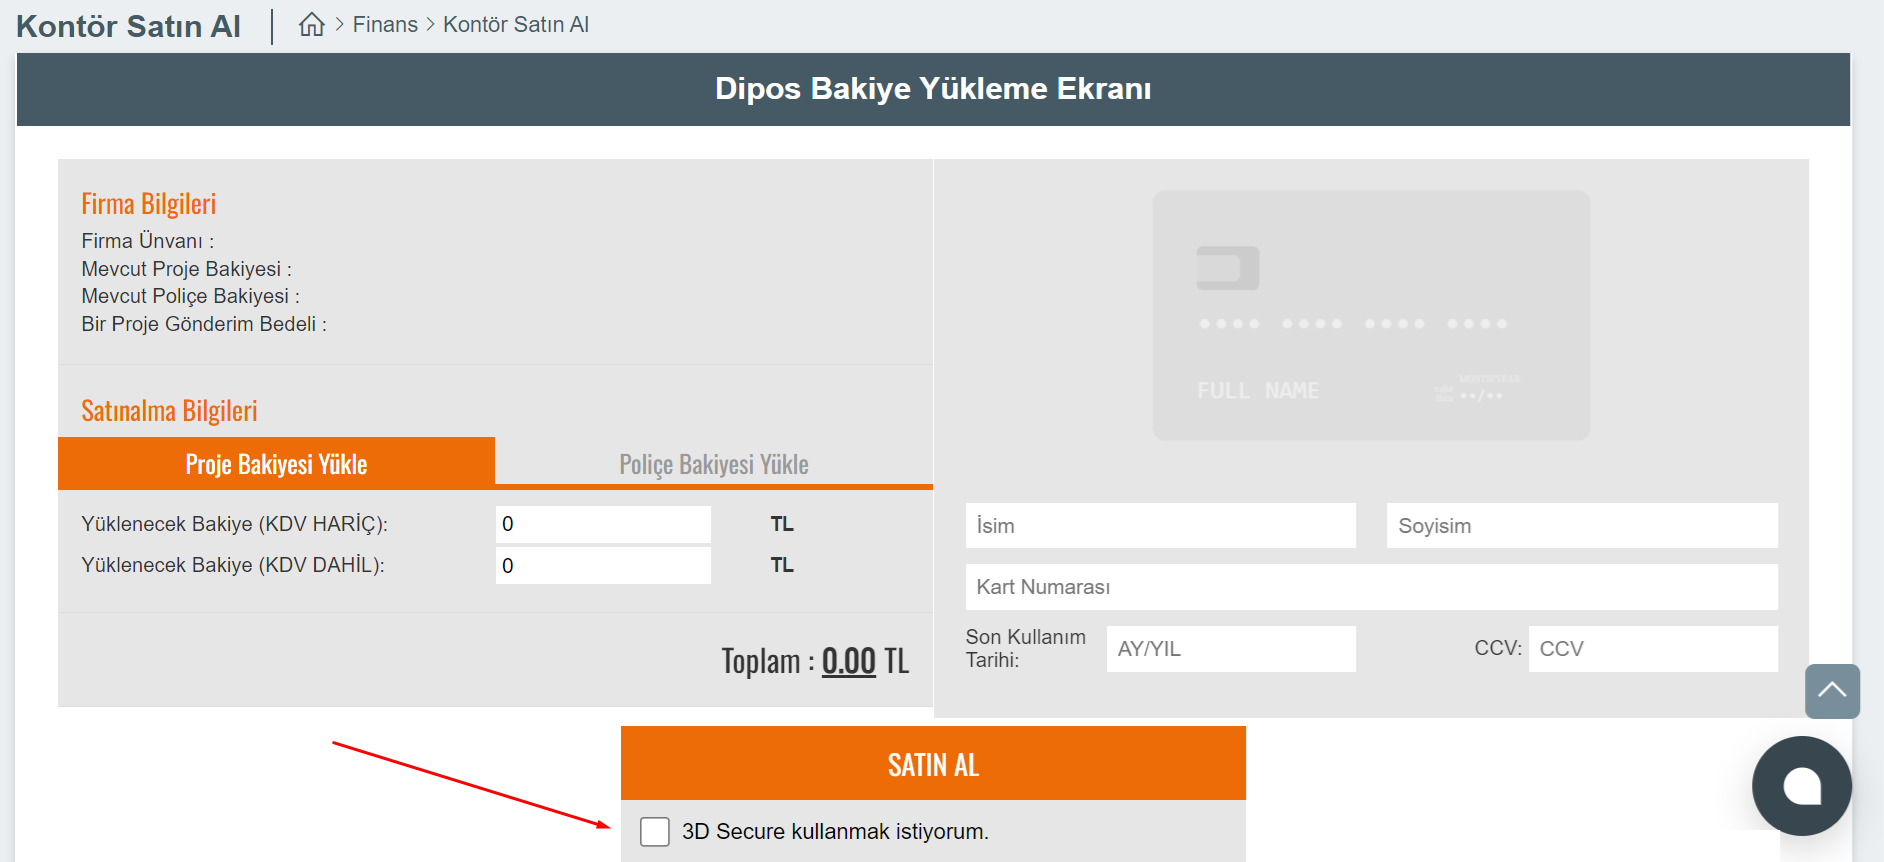 Kontör Satın Al
> Finans > Kontör Satın Al
Dipos Bakiye Yükleme Ekranı
Firma Bilgileri
Firma Ünvanı :
Mevcut Proje Bakiyesi :
Mevcut Poliçe Bakiyesi :
Bir Proje Gönderim Bedeli :
Satınalma Bilgileri
Proje Bakiyesi Yükle
Poliçe Bakiyesi Yükle
Yüklenecek Bakiye (KDV HARİÇ): 0 TL
Yüklenecek Bakiye (KDV DAHİL): 0 TL
Toplam : 0.00 TL
•••• •••• •••• ••••
FULL NAME
••/••
İsim
Soyisim
Kart Numarası
Son Kullanım
Tarihi:
AY/YIL
CCV: CCV
SATIN AL
3D Secure kullanmak istiyorum.